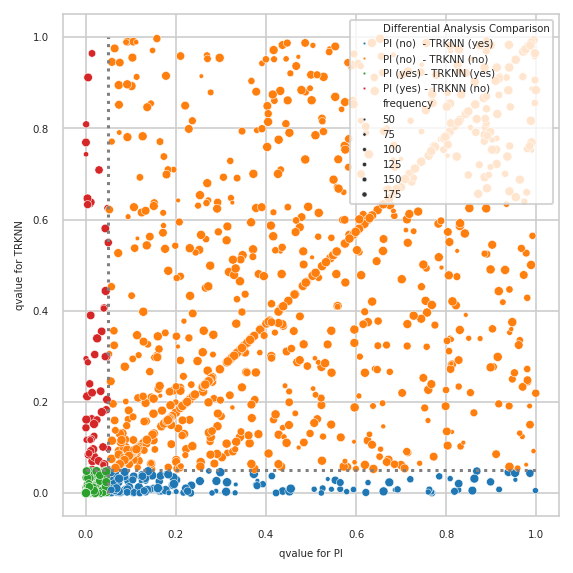 1.0
0.8
0.6
0.4
0.2
0.0
qvalue for TRKNN
Differential Analysis Comparison
PI (no) - TRKNN (yes)
PI (no) - TRKNN (no)
PI (yes) - TRKNN (yes)
PI (yes) - TRKNN (no)
frequency
50
75
100
125
150
175
0.0 0.2 0.4 0.6 0.8 1.0
qvalue for PI